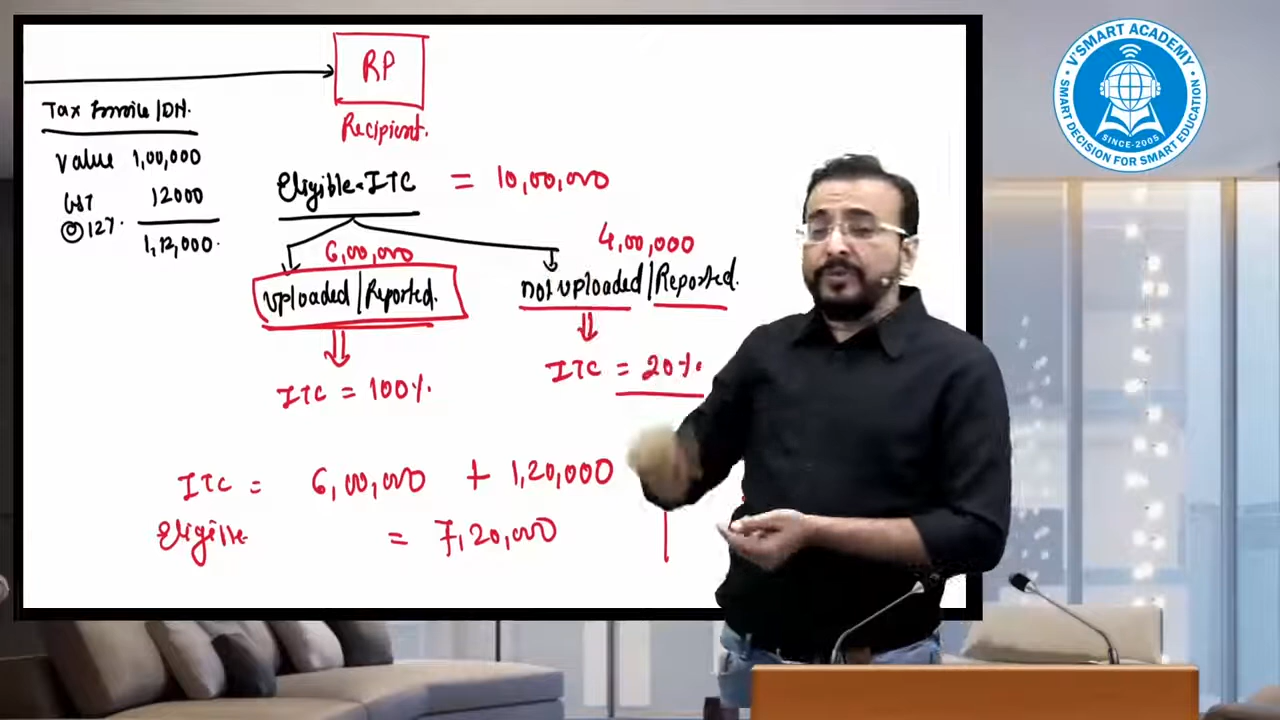 RP
Recipient.
Tax Invoice/DN.
Value 1,00,000
GST 12000
@ 12%.
1,12,000.
Eligible ITC = 10,00,000
6,00,000
4,00,000
Uploaded/Reported.
not uploaded/Reported.
ITC = 100%.
ITC = 20%.
ITC = 6,00,000 + 1,20,000
Eligible = 7,20,000
V'SMART ACADEMY
SMART DECISION FOR SMART EDUCATION
SINCE-2005